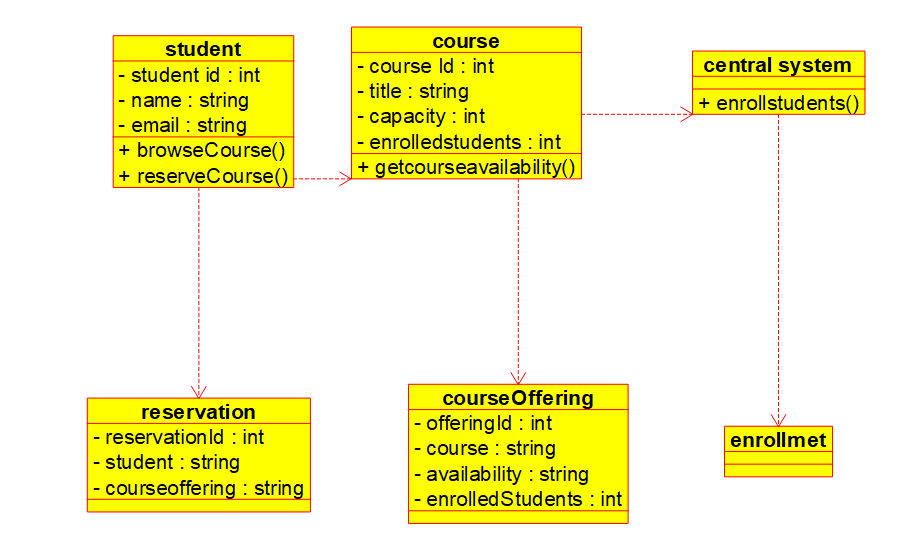 student
- student id : int
- name : string
- email : string
+ browseCourse()
+ reserveCourse()
course
- course Id : int
- title : string
- capacity : int
- enrolledstudents : int
+ getcourseavailability()
central system
+ enrollstudents()
reservation
- reservationId : int
- student : string
- courseoffering : string
courseOffering
- offeringId : int
- course : string
- availability : string
- enrolledStudents : int
enrollmet